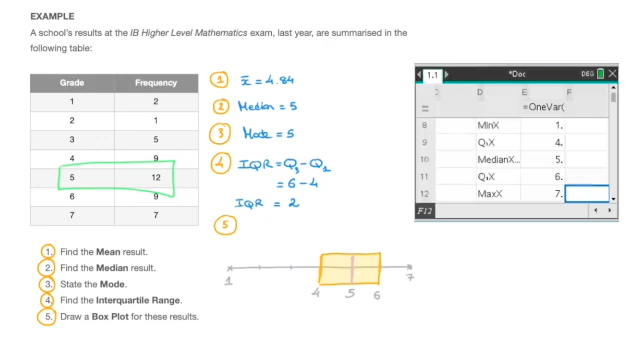 EXAMPLE
A school's results at the IB Higher Level Mathematics exam, last year, are summarised in the
following table:
Grade Frequency
1 2
2 1
3 5
4 9
5 12
6 9
7 7
1. Find the Mean result.
2. Find the Median result.
3. State the Mode.
4. Find the Interquartile Range.
5. Draw a Box Plot for these results.
1 x̄ = 4.84
2 Median = 5
3 Mode = 5
4 IQR = Q3 - Q1
= 6 - 4
IQR = 2
5
1 4 5 6 7
1.1 *Doc DEG
D E F
= =OneVar(
8 MinX 1.
9 Q₁X 4.
10 MedianX... 5.
11 Q₃X 6.
12 MaxX 7.
F12